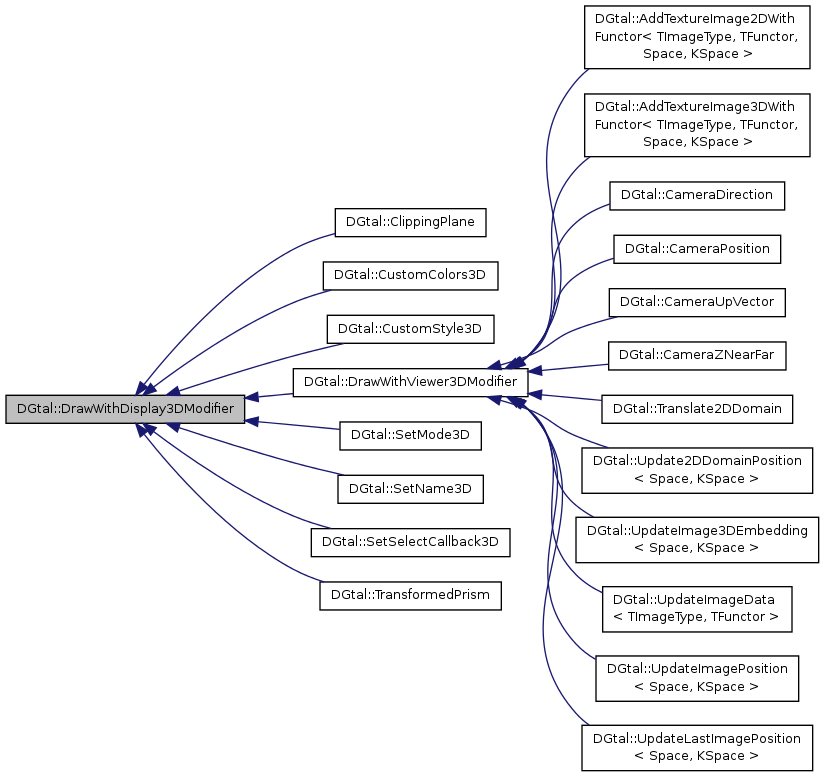 DGtal::AddTextureImage2DWith
Functor< TImageType, TFunctor,
Space, KSpace >
DGtal::AddTextureImage3DWith
Functor< TImageType, TFunctor,
Space, KSpace >
DGtal::CameraDirection
DGtal::ClippingPlane
DGtal::CameraPosition
DGtal::CustomColors3D
DGtal::CameraUpVector
DGtal::CustomStyle3D
DGtal::CameraZNearFar
DGtal::DrawWithViewer3DModifier
DGtal::DrawWithDisplay3DModifier
DGtal::Translate2DDomain
DGtal::SetMode3D
DGtal::Update2DDomainPosition
< Space, KSpace >
DGtal::SetName3D
DGtal::UpdateImage3DEmbedding
< Space, KSpace >
DGtal::SetSelectCallback3D
DGtal::TransformedPrism
DGtal::UpdateImageData
< TImageType, TFunctor >
DGtal::UpdateImagePosition
< Space, KSpace >
DGtal::UpdateLastImagePosition
< Space, KSpace >